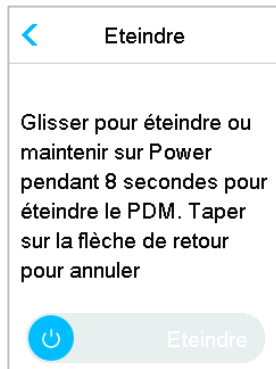 Eteindre
Glisser pour éteindre ou
maintenir sur Power
pendant 8 secondes pour
éteindre le PDM. Taper
sur la flèche de retour
pour annuler
Eteindre